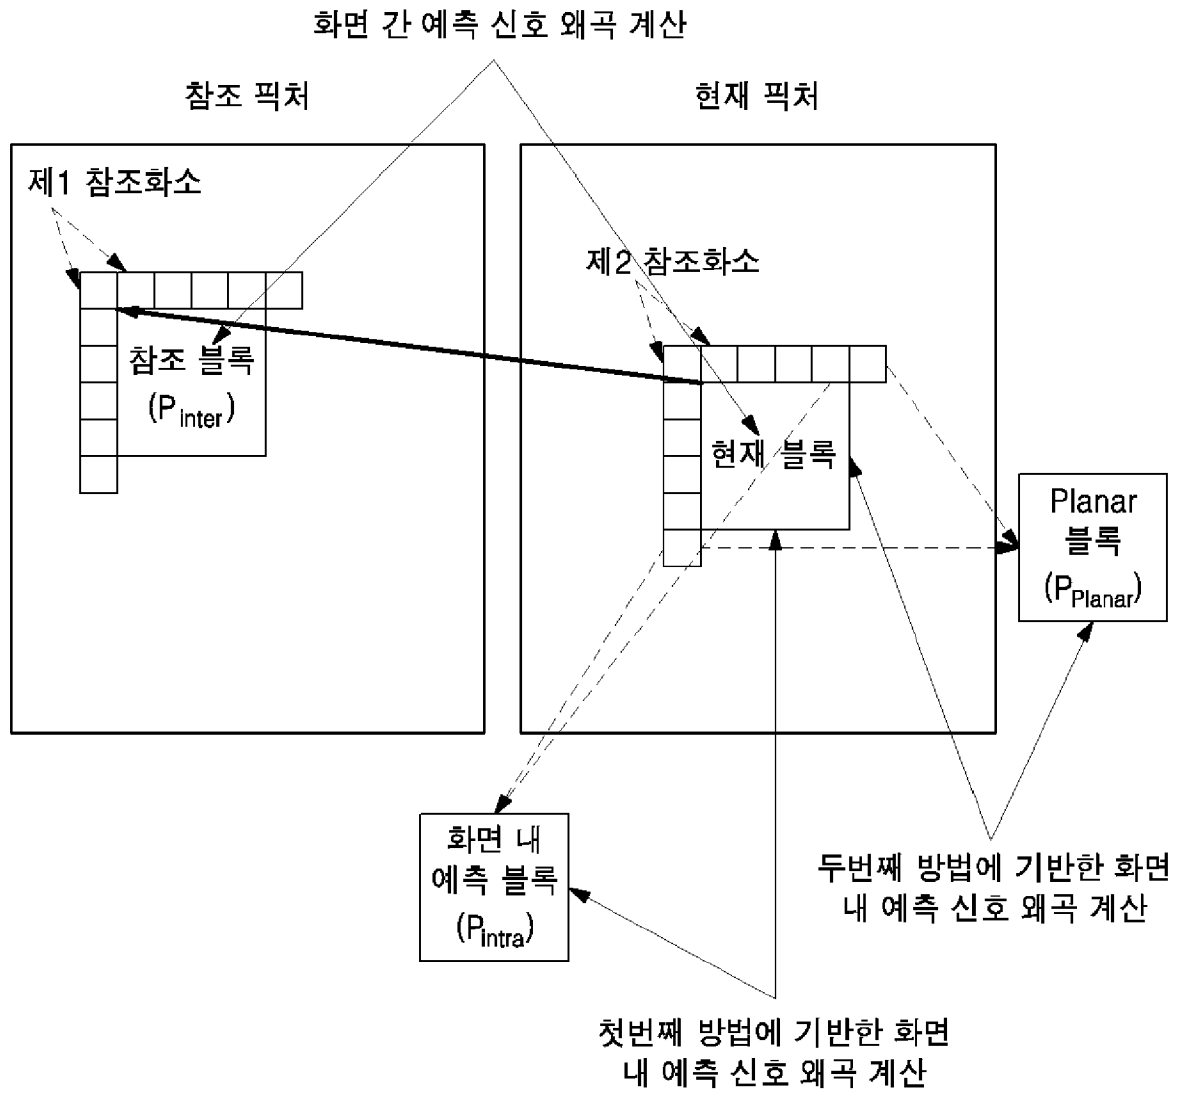 화면 간 예측 신호 왜곡 계산
참조 픽처
현재 픽처
제1 참조화소
제2 참조화소
참조 블록
(Pinter)
현재 블록
Planar
블록
(PPlanar)
화면 내
예측 블록
(Pintra)
두번째 방법에 기반한 화면
내 예측 신호 왜곡 계산
첫번째 방법에 기반한 화면
내 예측 신호 왜곡 계산